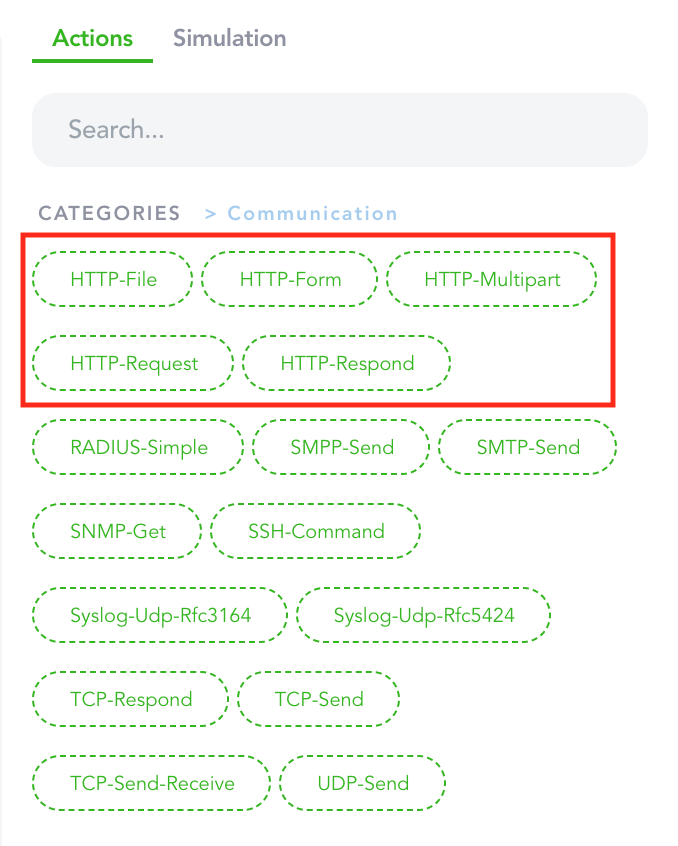 Actions Simulation
Search...
CATEGORIES > Communication
HTTP-File HTTP-Form HTTP-Multipart
HTTP-Request HTTP-Respond
RADIUS-Simple SMPP-Send SMTP-Send
SNMP-Get SSH-Command
Syslog-Udp-Rfc3164 Syslog-Udp-Rfc5424
TCP-Respond TCP-Send
TCP-Send-Receive UDP-Send